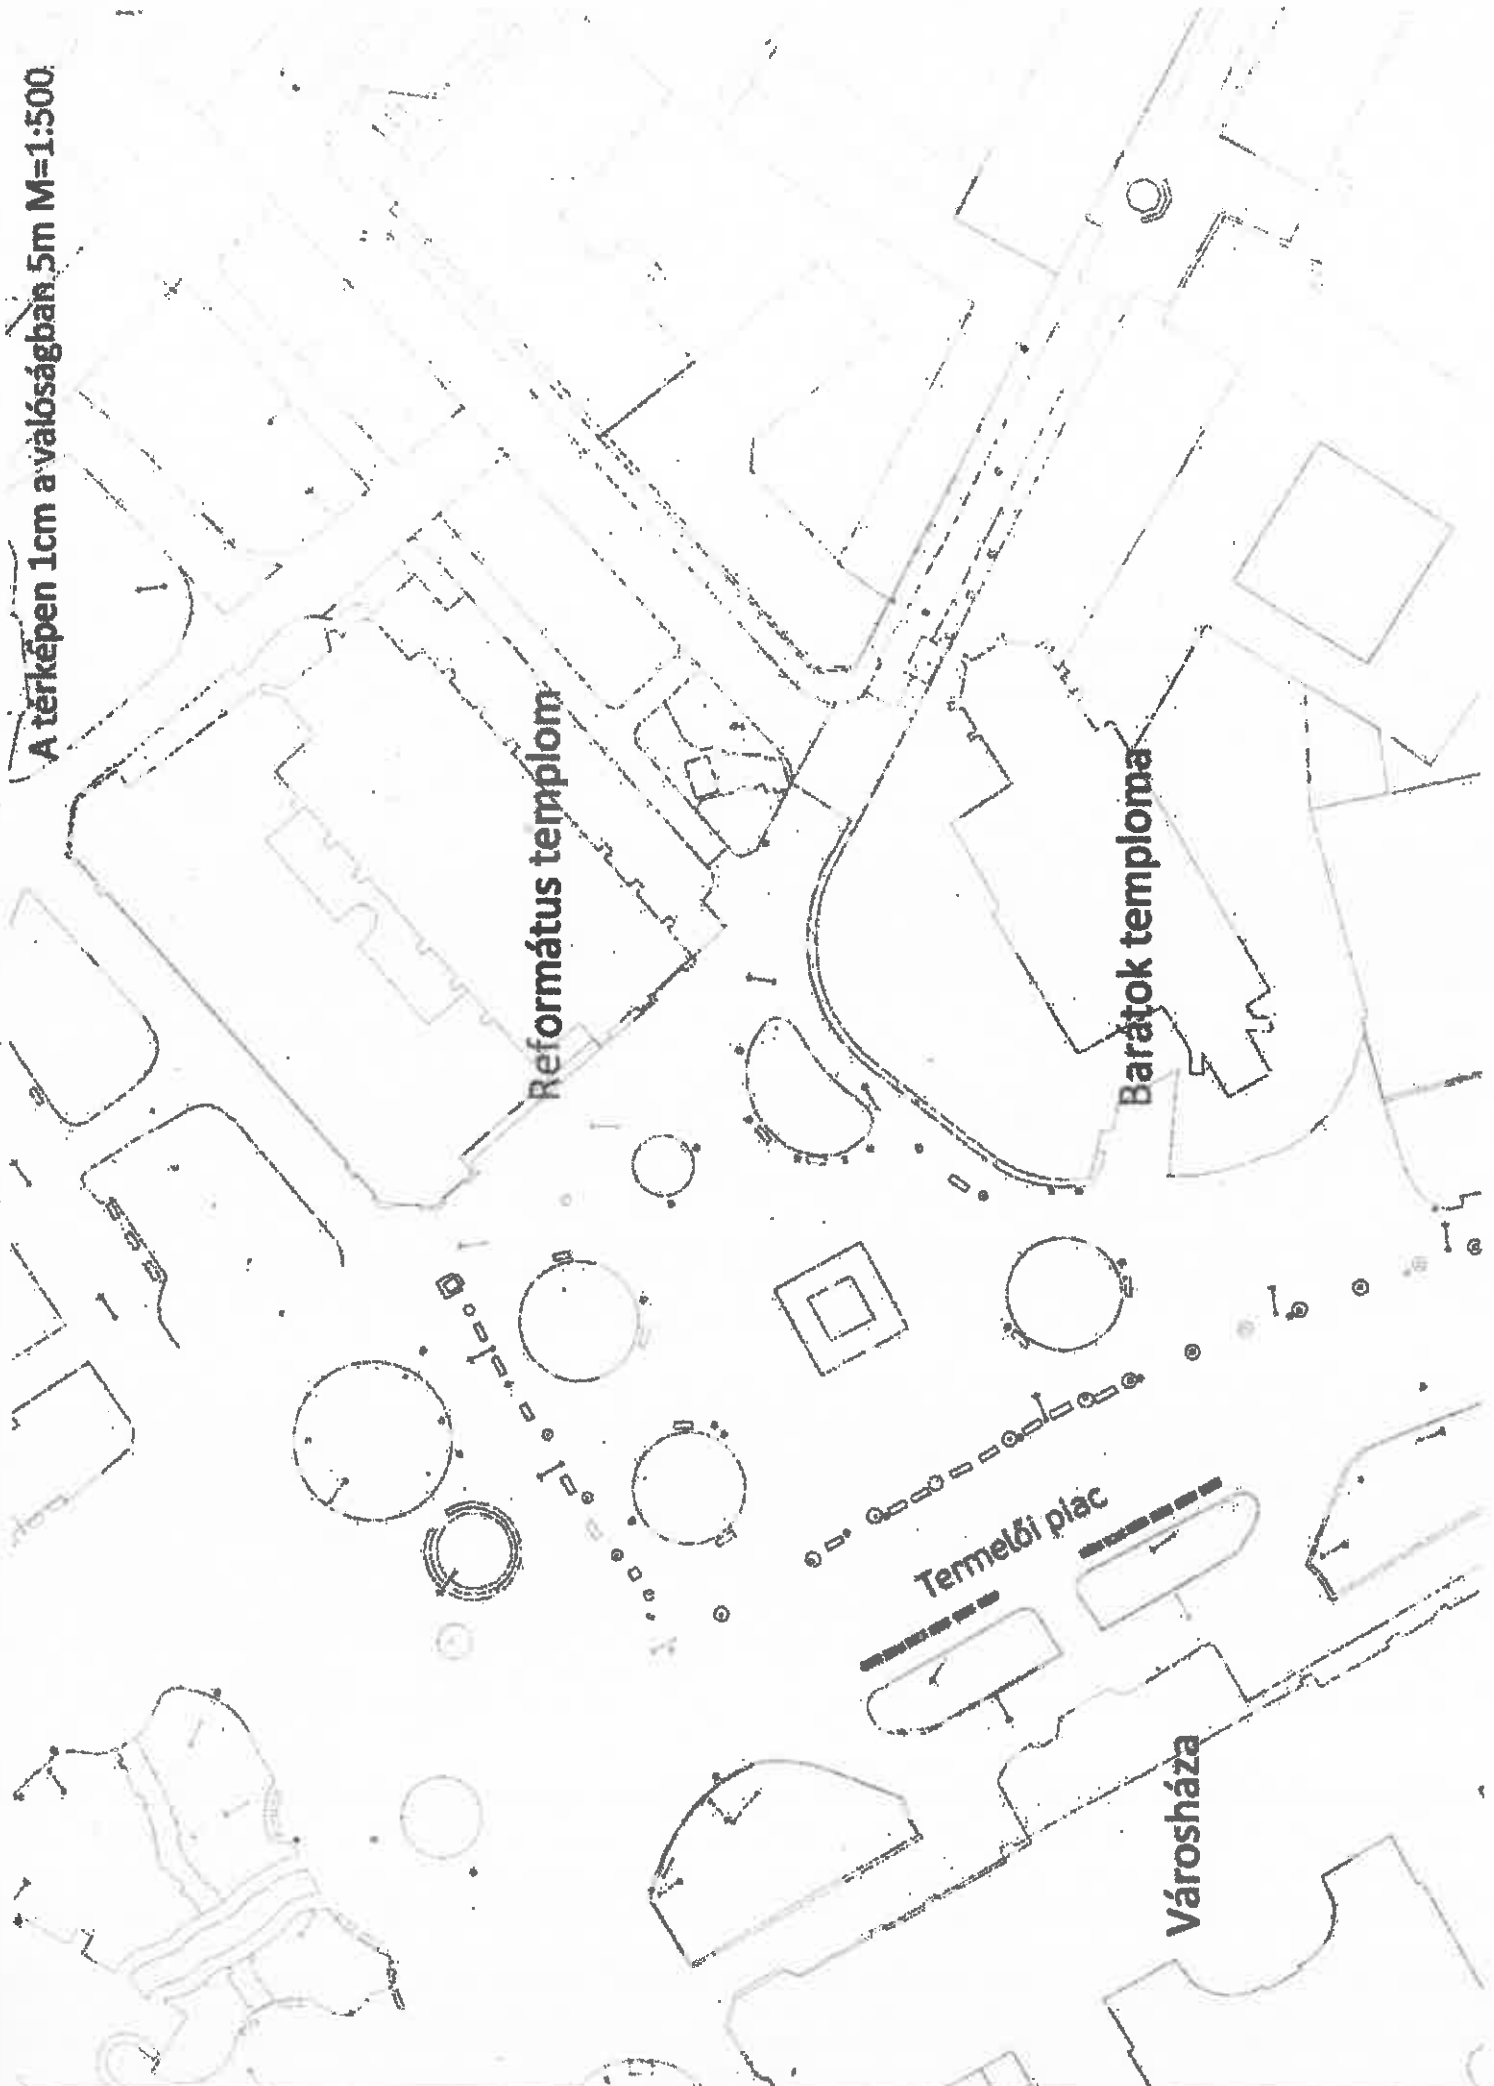 A térképen 1cm a valóságban 5m M=1:500
Református templom
Barátok temploma
Termelői piac
Városháza